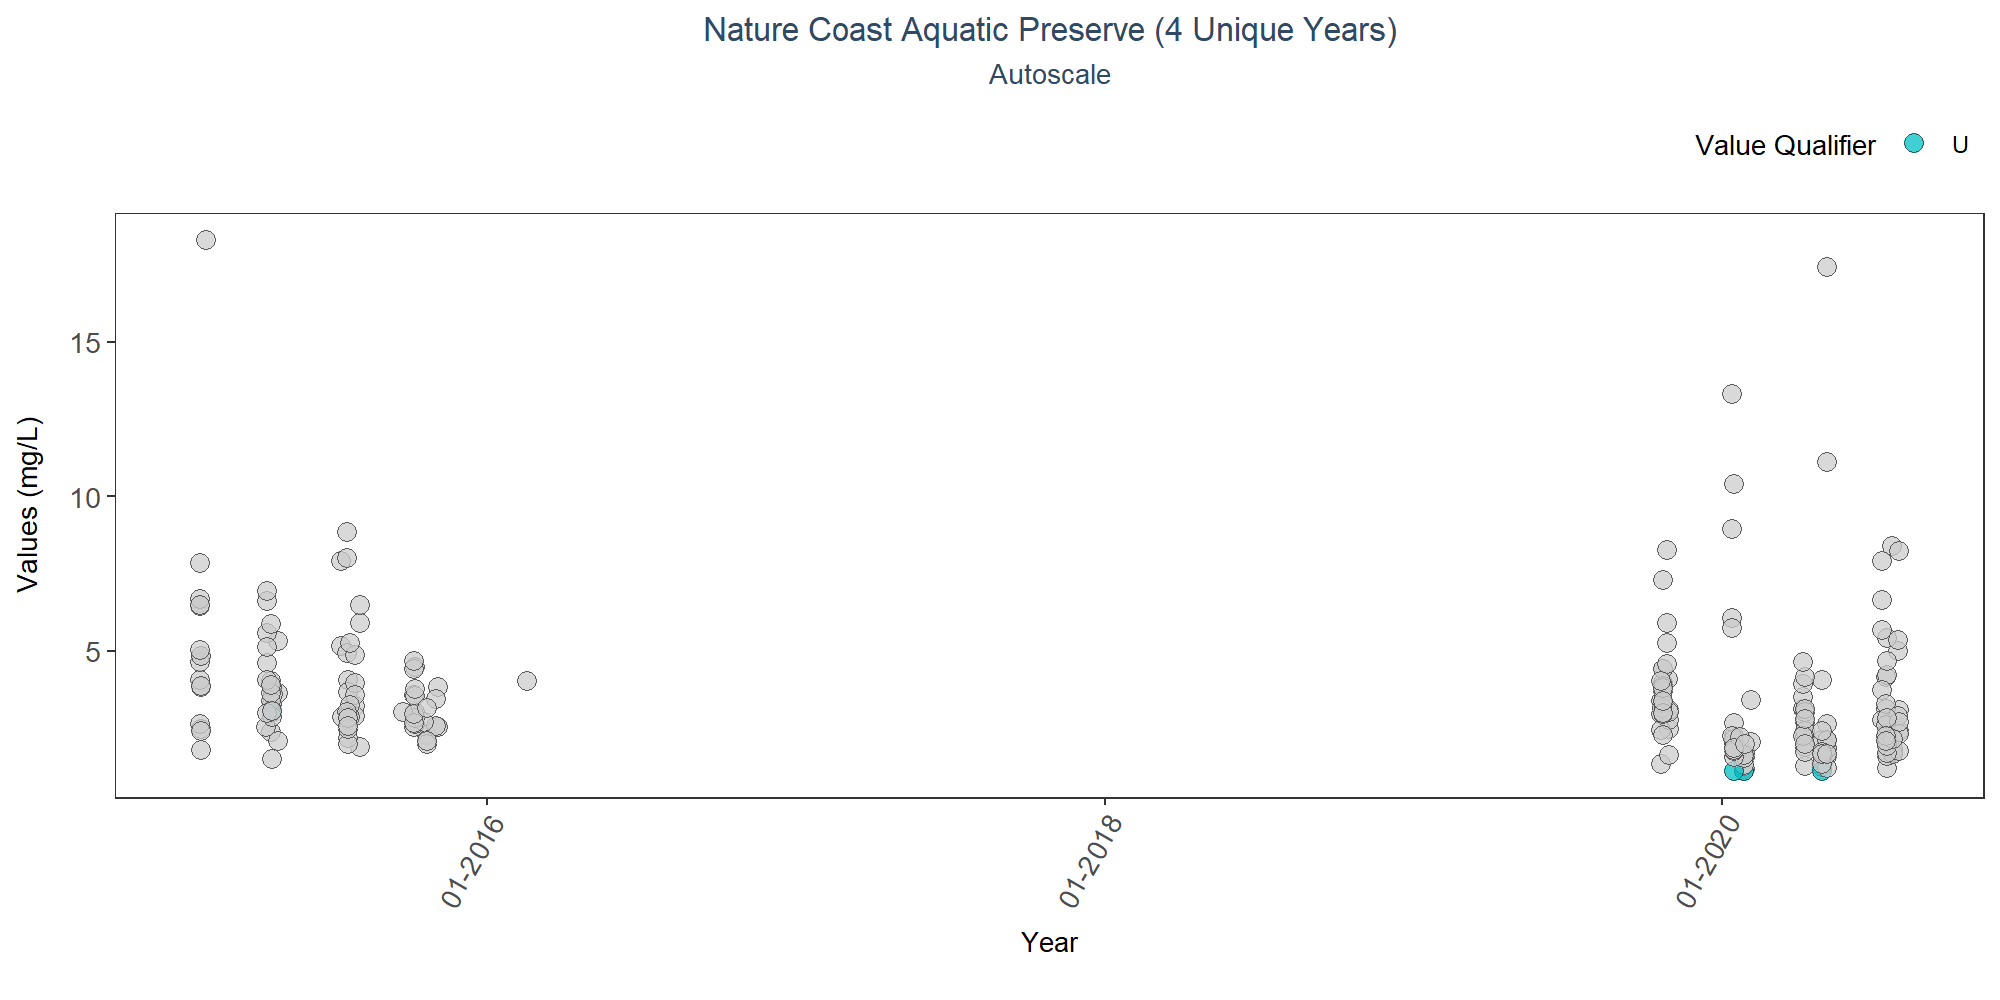 Nature Coast Aquatic Preserve (4 Unique Years)
Autoscale
Value Qualifier U
Values (mg/L)
15
10
5
01-2016
01-2018
01-2020
Year